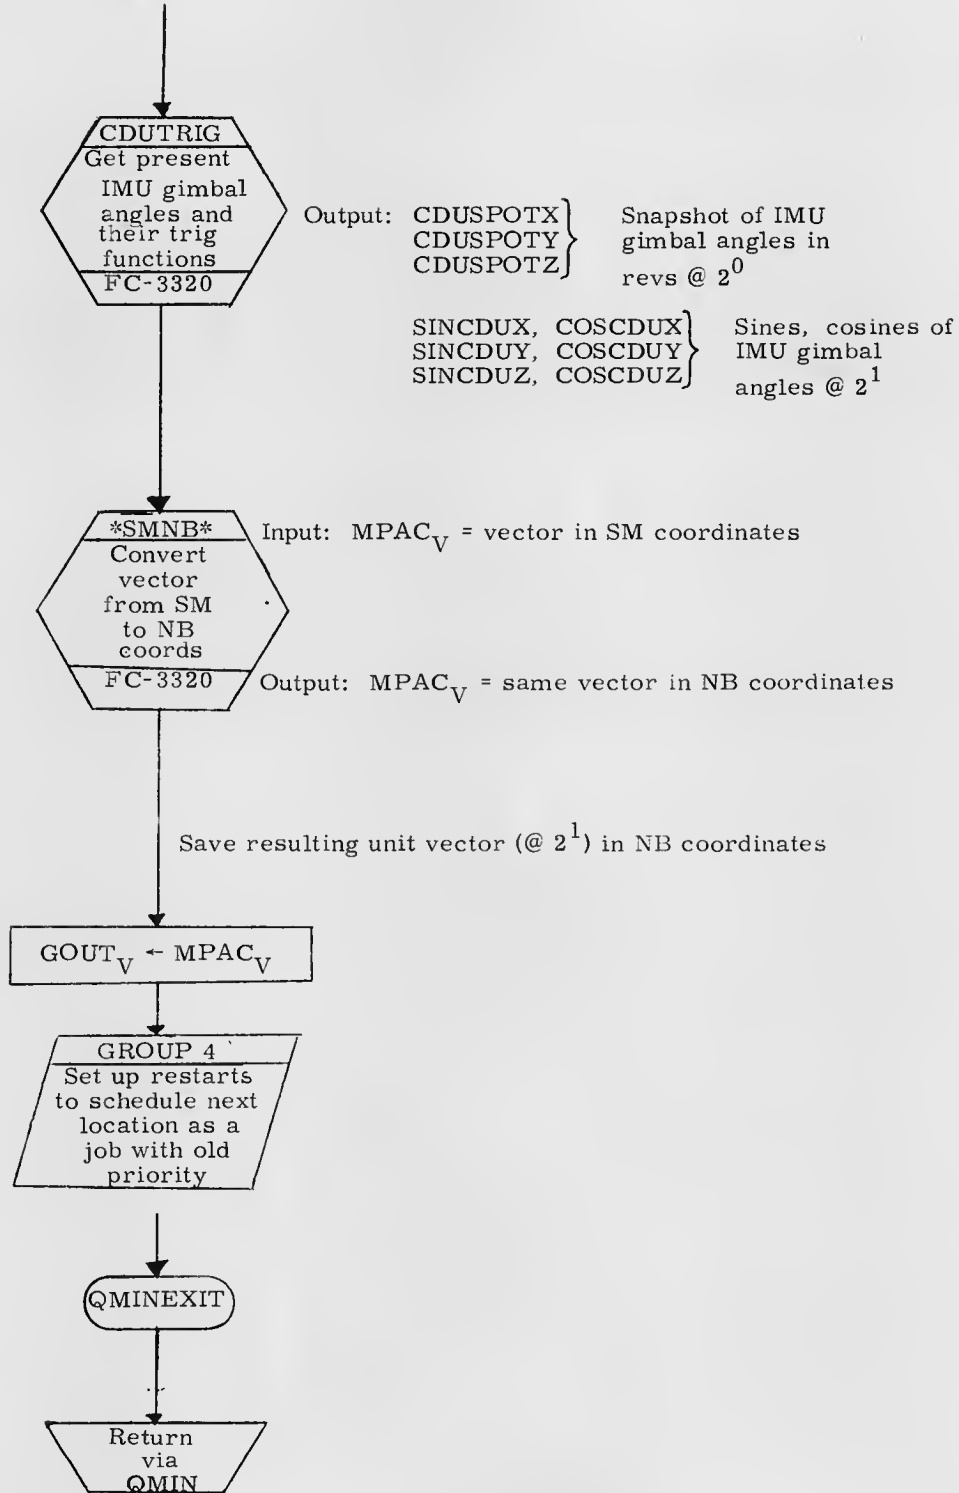 CDUTRIG
Get present
IMU gimbal
angles and
their trig
functions
FC-3320
Output: CDUSPOTX
CDUSPOTY
CDUSPOTZ
Snapshot of IMU
gimbal angles in
revs @ 2^0
SINCDUX, COSCDUX
SINCDUY, COSCDUY
SINCDUZ, COSCDUZ
Sines, cosines of
IMU gimbal
angles @ 2^1
*SMNB*
Convert
vector
from SM
to NB
coords
FC-3320
Input: MPAC_V = vector in SM coordinates
Output: MPAC_V = same vector in NB coordinates
Save resulting unit vector (@ 2^1) in NB coordinates
GOUT_V ← MPAC_V
GROUP 4
Set up restarts
to schedule next
location as a
job with old
priority
QMINEXIT
Return
via
QMIN